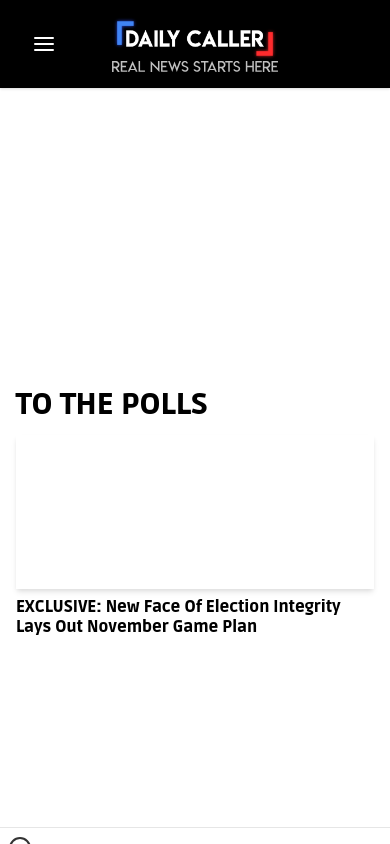 DAILY CALLER
REAL NEWS STARTS HERE
TO THE POLLS
EXCLUSIVE: New Face Of Election Integrity
Lays Out November Game Plan